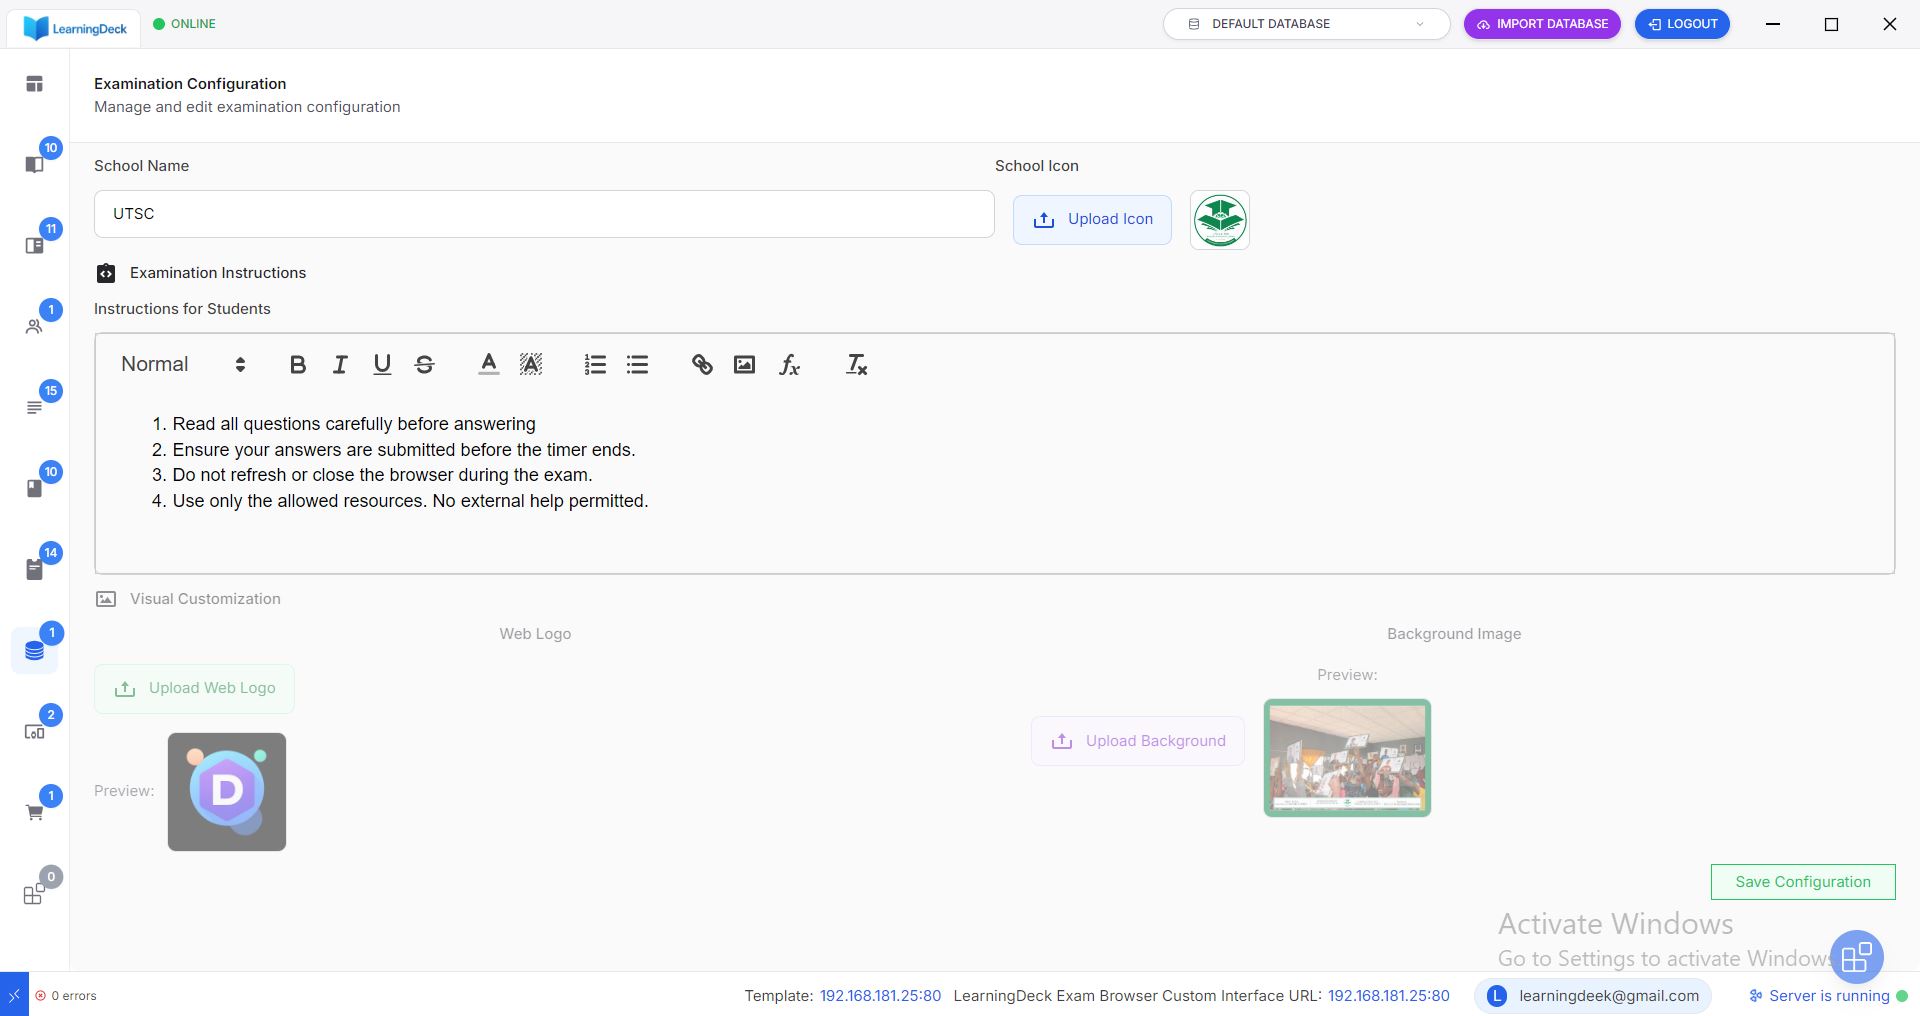 LearningDeck
ONLINE
DEFAULT DATABASE
IMPORT DATABASE
LOGOUT
Examination Configuration
Manage and edit examination configuration
10
11
1
15
10
14
1
2
1
0
School Name
School Icon
UTSC
Upload Icon
Examination Instructions
Instructions for Students
Normal
1. Read all questions carefully before answering
2. Ensure your answers are submitted before the timer ends.
3. Do not refresh or close the browser during the exam.
4. Use only the allowed resources. No external help permitted.
Visual Customization
Web Logo
Background Image
Upload Web Logo
Preview:
D
Preview:
Upload Background
Save Configuration
Activate Windows
Go to Settings to activate Windows
0 errors
Template: 192.168.181.25:80 LearningDeck Exam Browser Custom Interface URL: 192.168.181.25:80
L learningdeek@gmail.com
Server is running